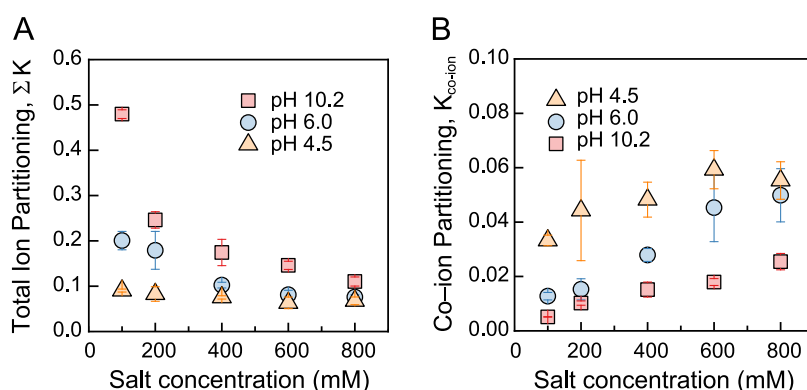 A
Total Ion Partitioning, ΣK
0.6
0.5
0.4
0.3
0.2
0.1
0.0
pH 10.2
pH 6.0
pH 4.5
0 200 400 600 800
Salt concentration (mM)
B
Co–ion Partitioning, K co-ion
0.10
0.08
0.06
0.04
0.02
0.00
pH 4.5
pH 6.0
pH 10.2
0 200 400 600 800
Salt concentration (mM)